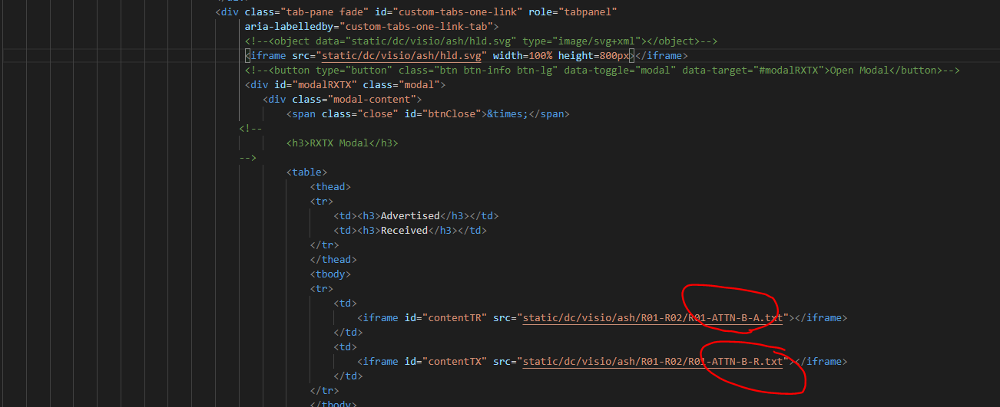 <div class="tab-pane fade" id="custom-tabs-one-link" role="tabpanel"
aria-labelledby="custom-tabs-one-link-tab">
<!--<object data="static/dc/visio/ash/hld.svg" type="image/svg+xml"></object>-->
<iframe src="static/dc/visio/ash/hld.svg" width=100% height=800px></iframe>
<!--<button type="button" class="btn btn-info btn-lg" data-toggle="modal" data-target="#modalRXTX">Open Modal</button>-->
<div id="modalRXTX" class="modal">
<div class="modal-content">
<span class="close" id="btnClose">&times;</span>
<!--
<h3>RXTX Modal</h3>
-->
<table>
<thead>
<tr>
<td><h3>Advertised</h3></td>
<td><h3>Received</h3></td>
</tr>
</thead>
<tbody>
<tr>
<td>
<iframe id="contentTR" src="static/dc/visio/ash/R01-R02/R01-ATTN-B-A.txt"></iframe>
</td>
<td>
<iframe id="contentTX" src="static/dc/visio/ash/R01-R02/R01-ATTN-B-R.txt"></iframe>
</td>
</tr>
</tbody>